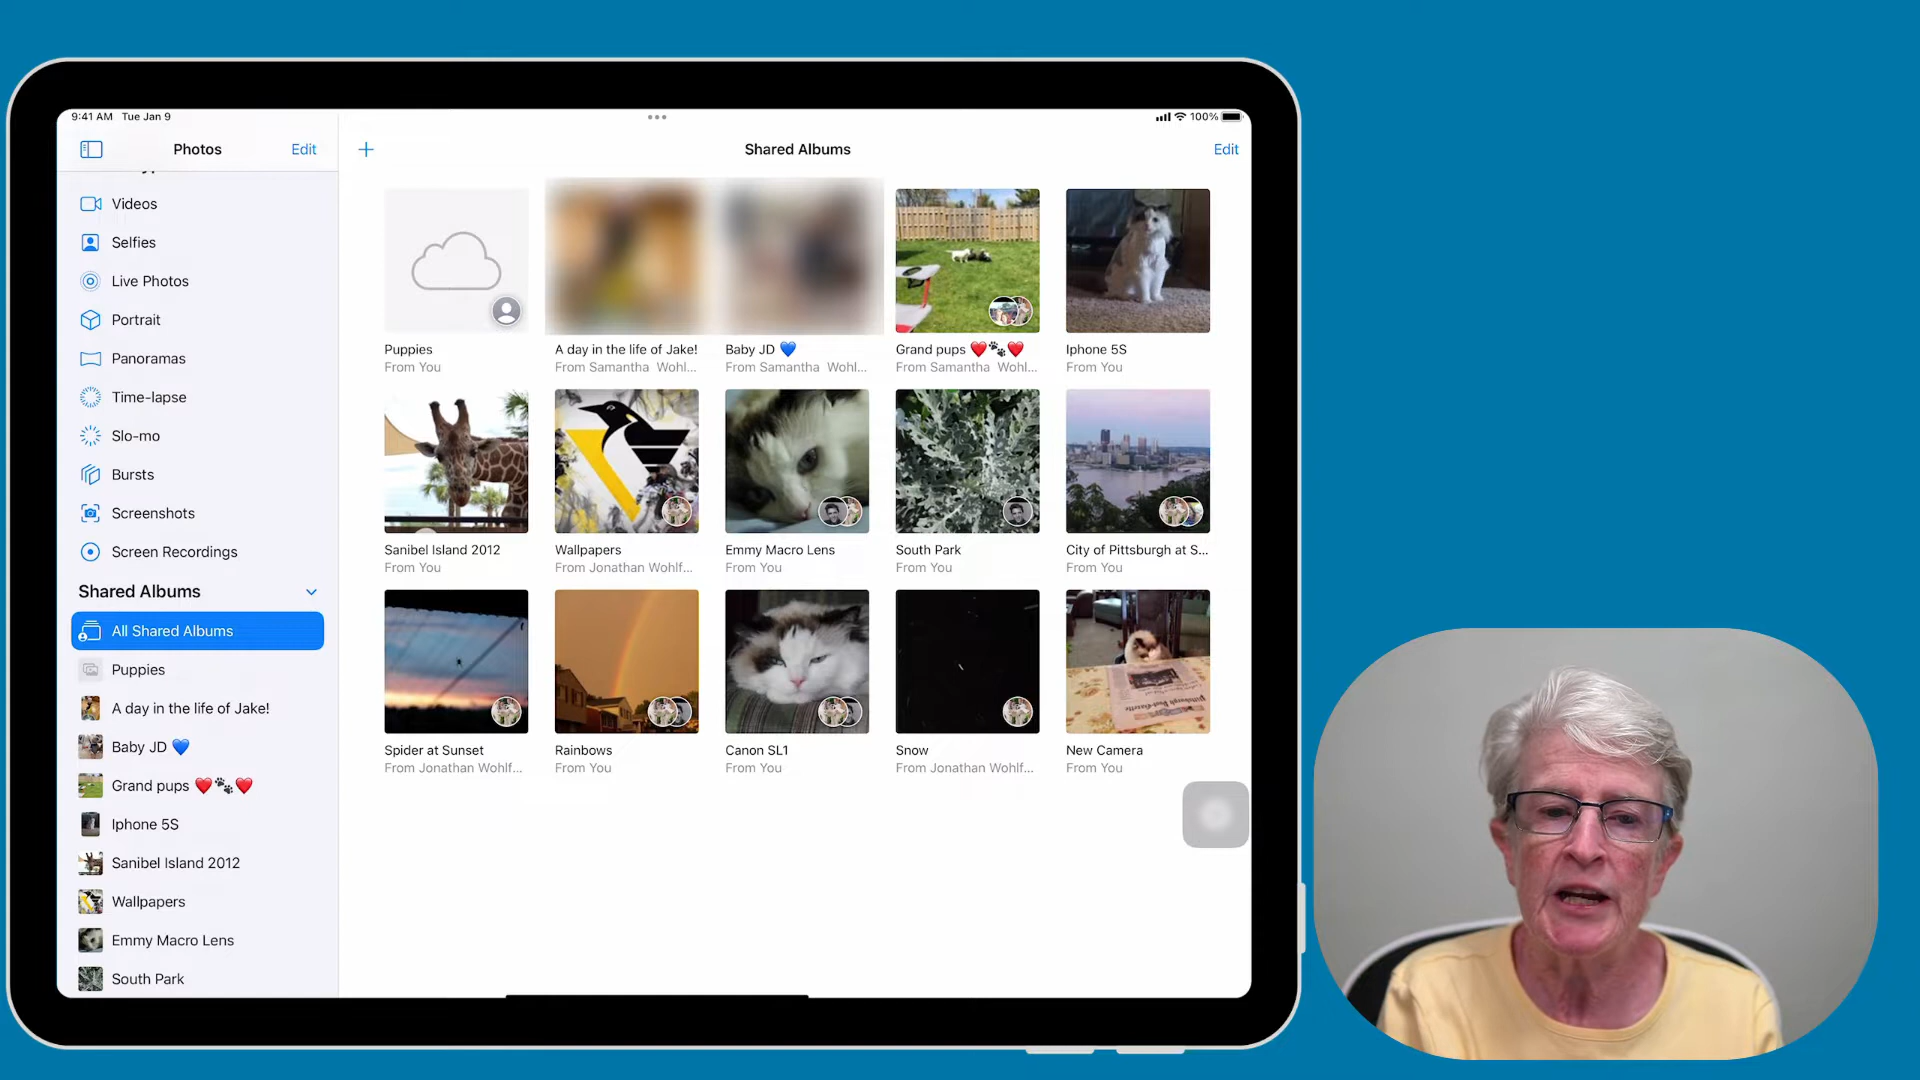 9:41 AM Tue Jan 9
100%
Photos
Edit
Videos
Selfies
Live Photos
Portrait
Panoramas
Time-lapse
Slo-mo
Bursts
Screenshots
Screen Recordings
Shared Albums
All Shared Albums
Puppies
A day in the life of Jake!
Baby JD 💙
Grand pups ❤️🐾❤️
Iphone 5S
Sanibel Island 2012
Wallpapers
Emmy Macro Lens
South Park
Shared Albums
Edit
Puppies
From You
A day in the life of Jake!
From Samantha Wohl...
Baby JD 💙
From Samantha Wohl...
Grand pups ❤️🐾❤️
From Samantha Wohl...
Iphone 5S
From You
Sanibel Island 2012
From You
Wallpapers
From Jonathan Wohlf...
Emmy Macro Lens
From You
South Park
From You
City of Pittsburgh at S...
From You
Spider at Sunset
From Jonathan Wohlf...
Rainbows
From You
Canon SL1
From You
Snow
From Jonathan Wohlf...
New Camera
From You